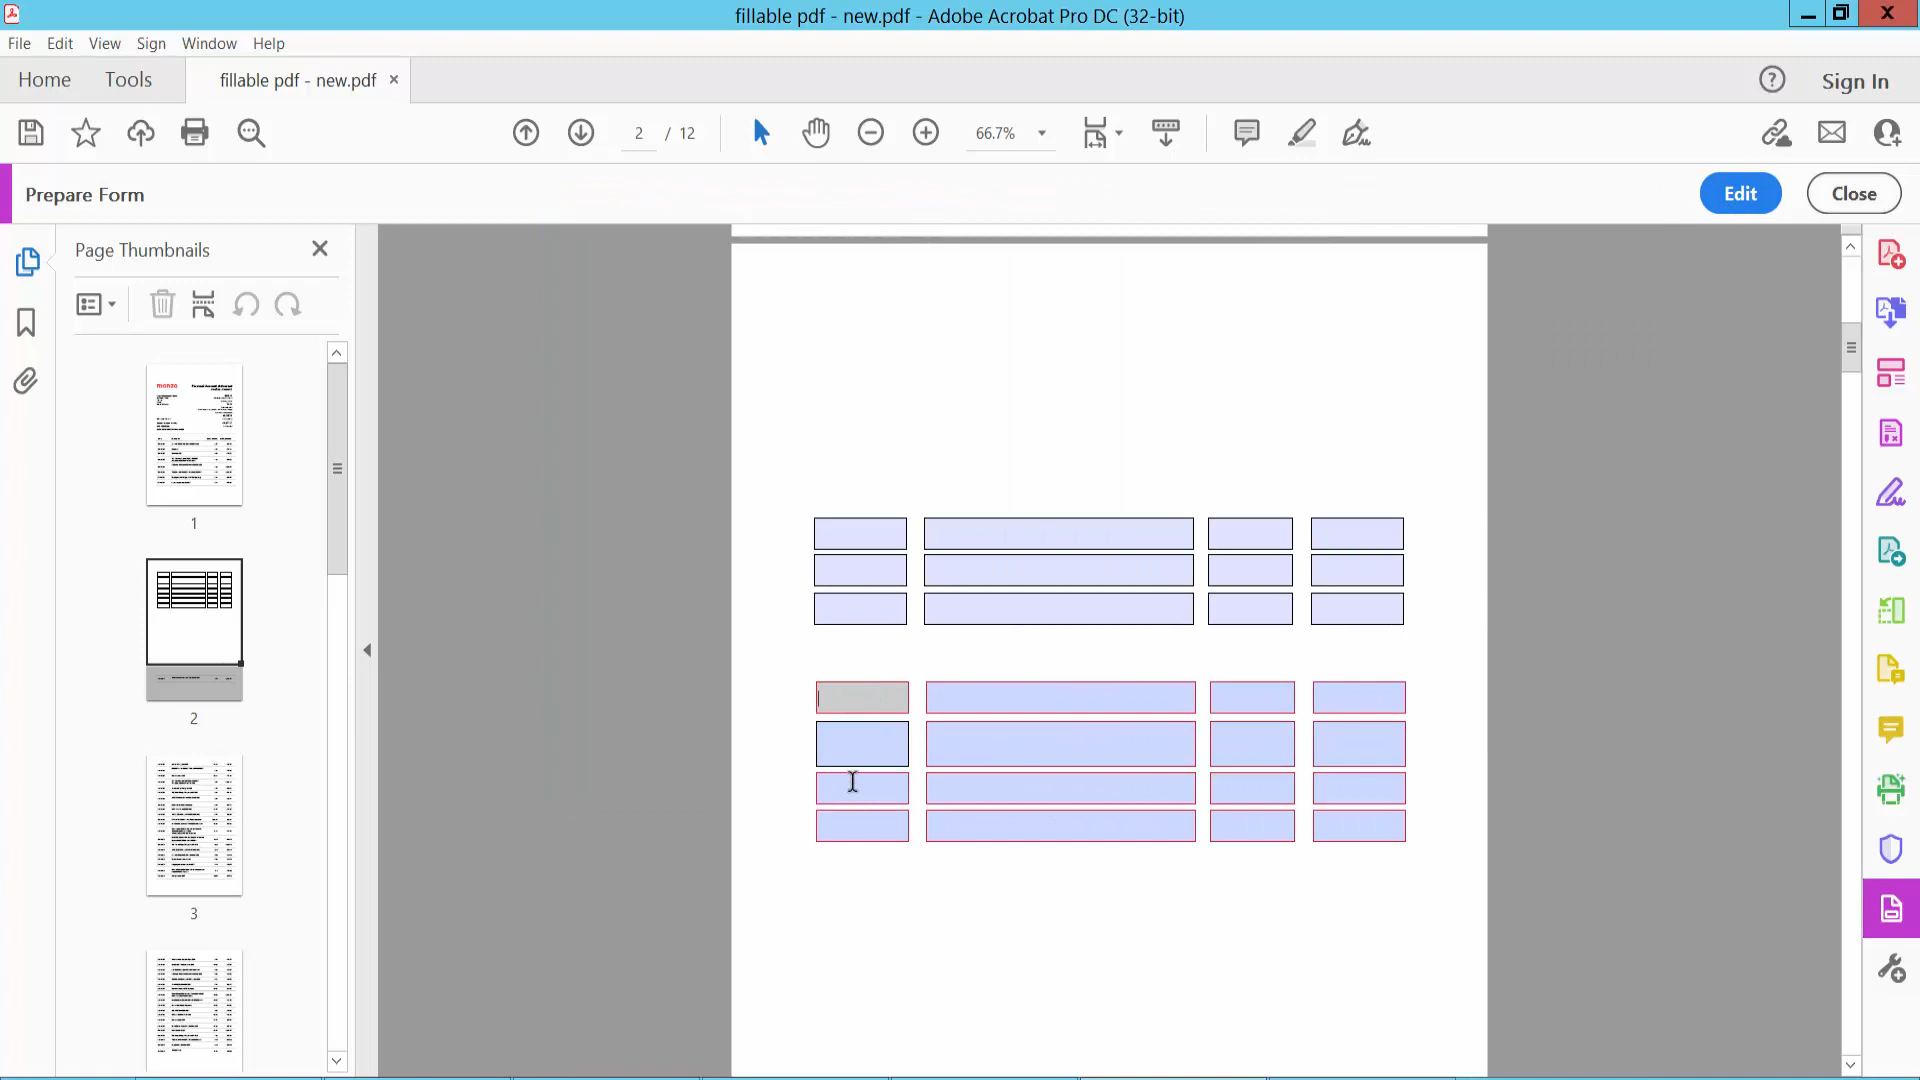 fillable pdf - new.pdf - Adobe Acrobat Pro DC (32-bit)
File Edit View Sign Window Help
Home Tools fillable pdf - new.pdf × Sign In
2 / 12 66.7%
Prepare Form Edit Close
Page Thumbnails
monzo
1
2
3